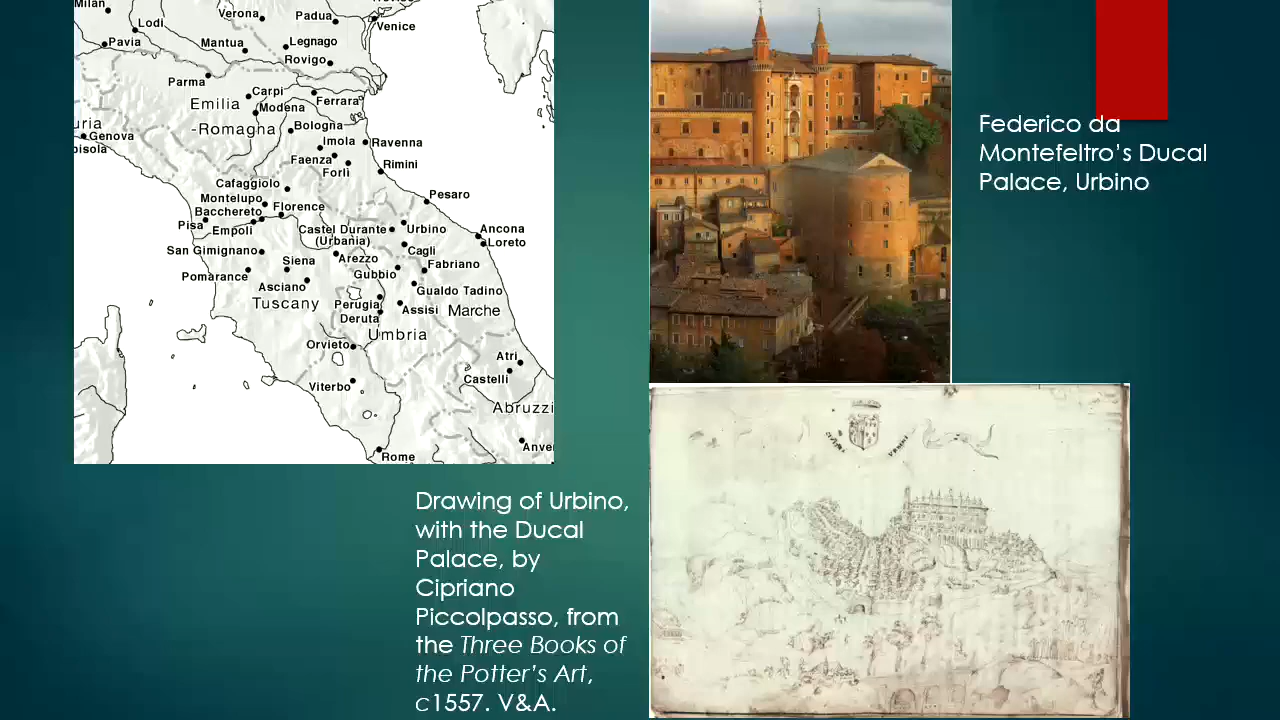 Milan
Verona
Padua
Venice
Lodi
Pavia
Mantua
Legnago
Rovigo
Parma
Carpi
Ferrara
Emilia
-Romagna
Modena
Bologna
Genova
Imola
Ravenna
Faenza
Forlì
Rimini
Cafaggiolo
Montelupo
Bacchereto
Florence
Pesaro
Pisa
Empoli
Castel Durante
(Urbania)
Urbino
Ancona
Loreto
San Gimignano
Siena
Arezzo
Cagli
Gubbio
Fabriano
Pomarance
Asciano
Gualdo Tadino
Tuscany
Perugia
Deruta
Assisi
Marche
Umbria
Orvieto
Atri
Castelli
Viterbo
Abruzzi
Rome
Federico da
Montefeltro’s Ducal
Palace, Urbino
Drawing of Urbino,
with the Ducal
Palace, by
Cipriano
Piccolpasso, from
the Three Books of
the Potter’s Art,
c1557. V&A.